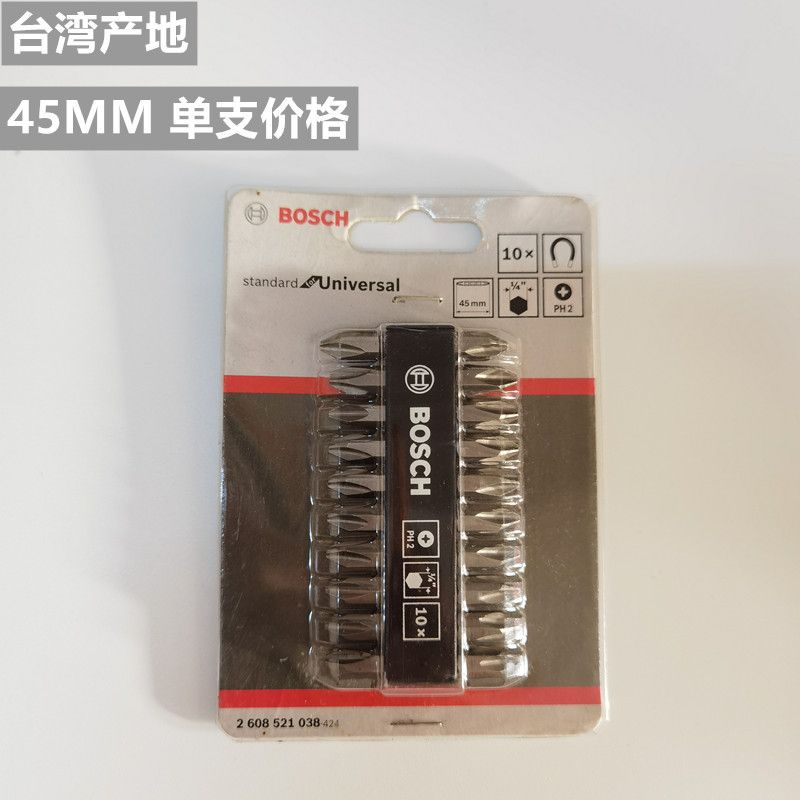 台湾产地
45MM 单支价格
BOSCH
10×
standard for Universal
45 mm
1/4"
PH 2
BOSCH
PH 2
1/4"
10×
2 608 521 038-424